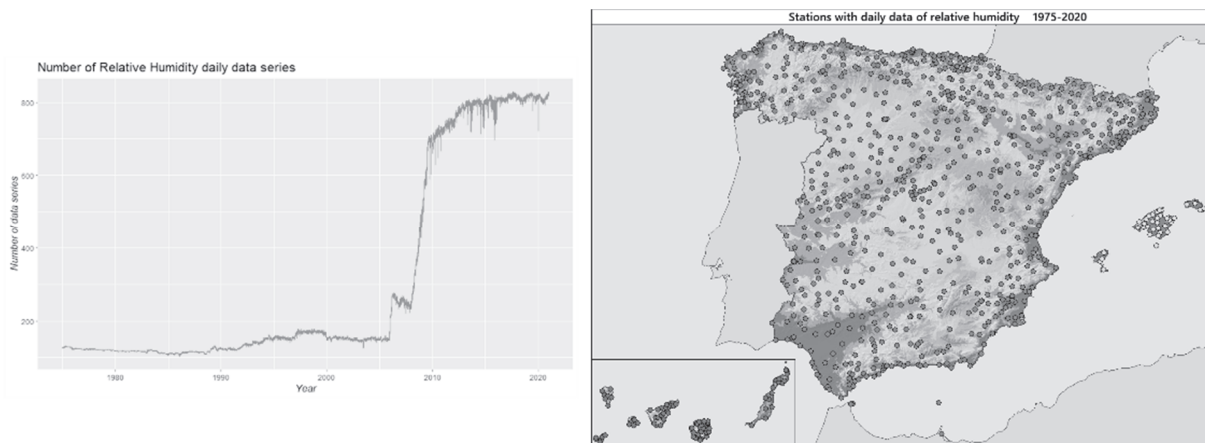 Number of Relative Humidity daily data series
Number of data series
800
600
400
200
1980
1990
2000
2010
2020
Year
Stations with daily data of relative humidity 1975-2020